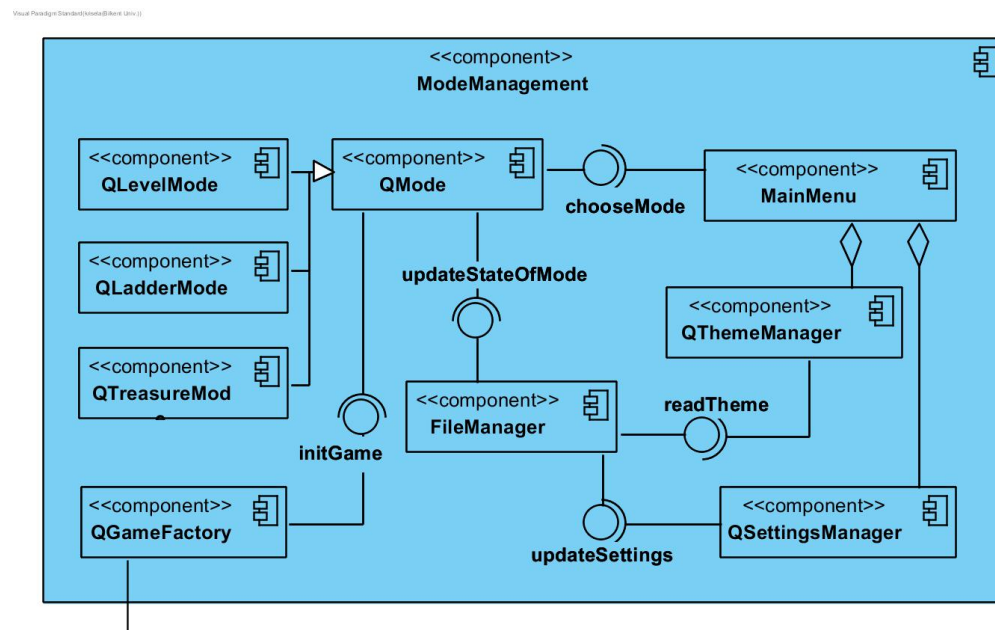 Visual Paradigm Standard(kiseta(Bilkent Univ.))
<<component>>
ModeManagement
<<component>>
QLevelMode
<<component>>
QMode
chooseMode
<<component>>
MainMenu
<<component>>
QLadderMode
updateStateOfMode
<<component>>
QThemeManager
<<component>>
QTreasureMod
<<component>>
FileManager
readTheme
initGame
<<component>>
QGameFactory
<<component>>
QSettingsManager
updateSettings